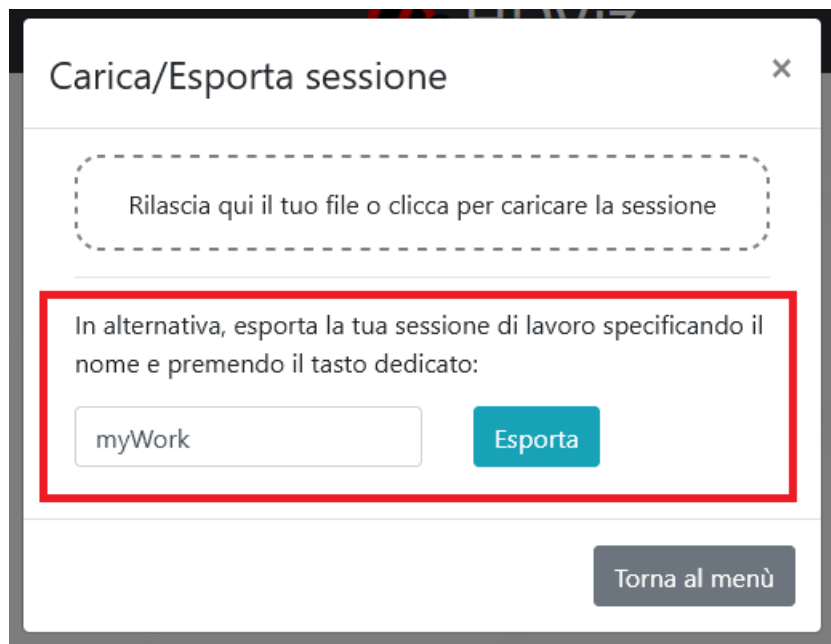 Carica/Esporta sessione
×
Rilascia qui il tuo file o clicca per caricare la sessione
In alternativa, esporta la tua sessione di lavoro specificando il
nome e premendo il tasto dedicato:
myWork
Esporta
Torna al menù